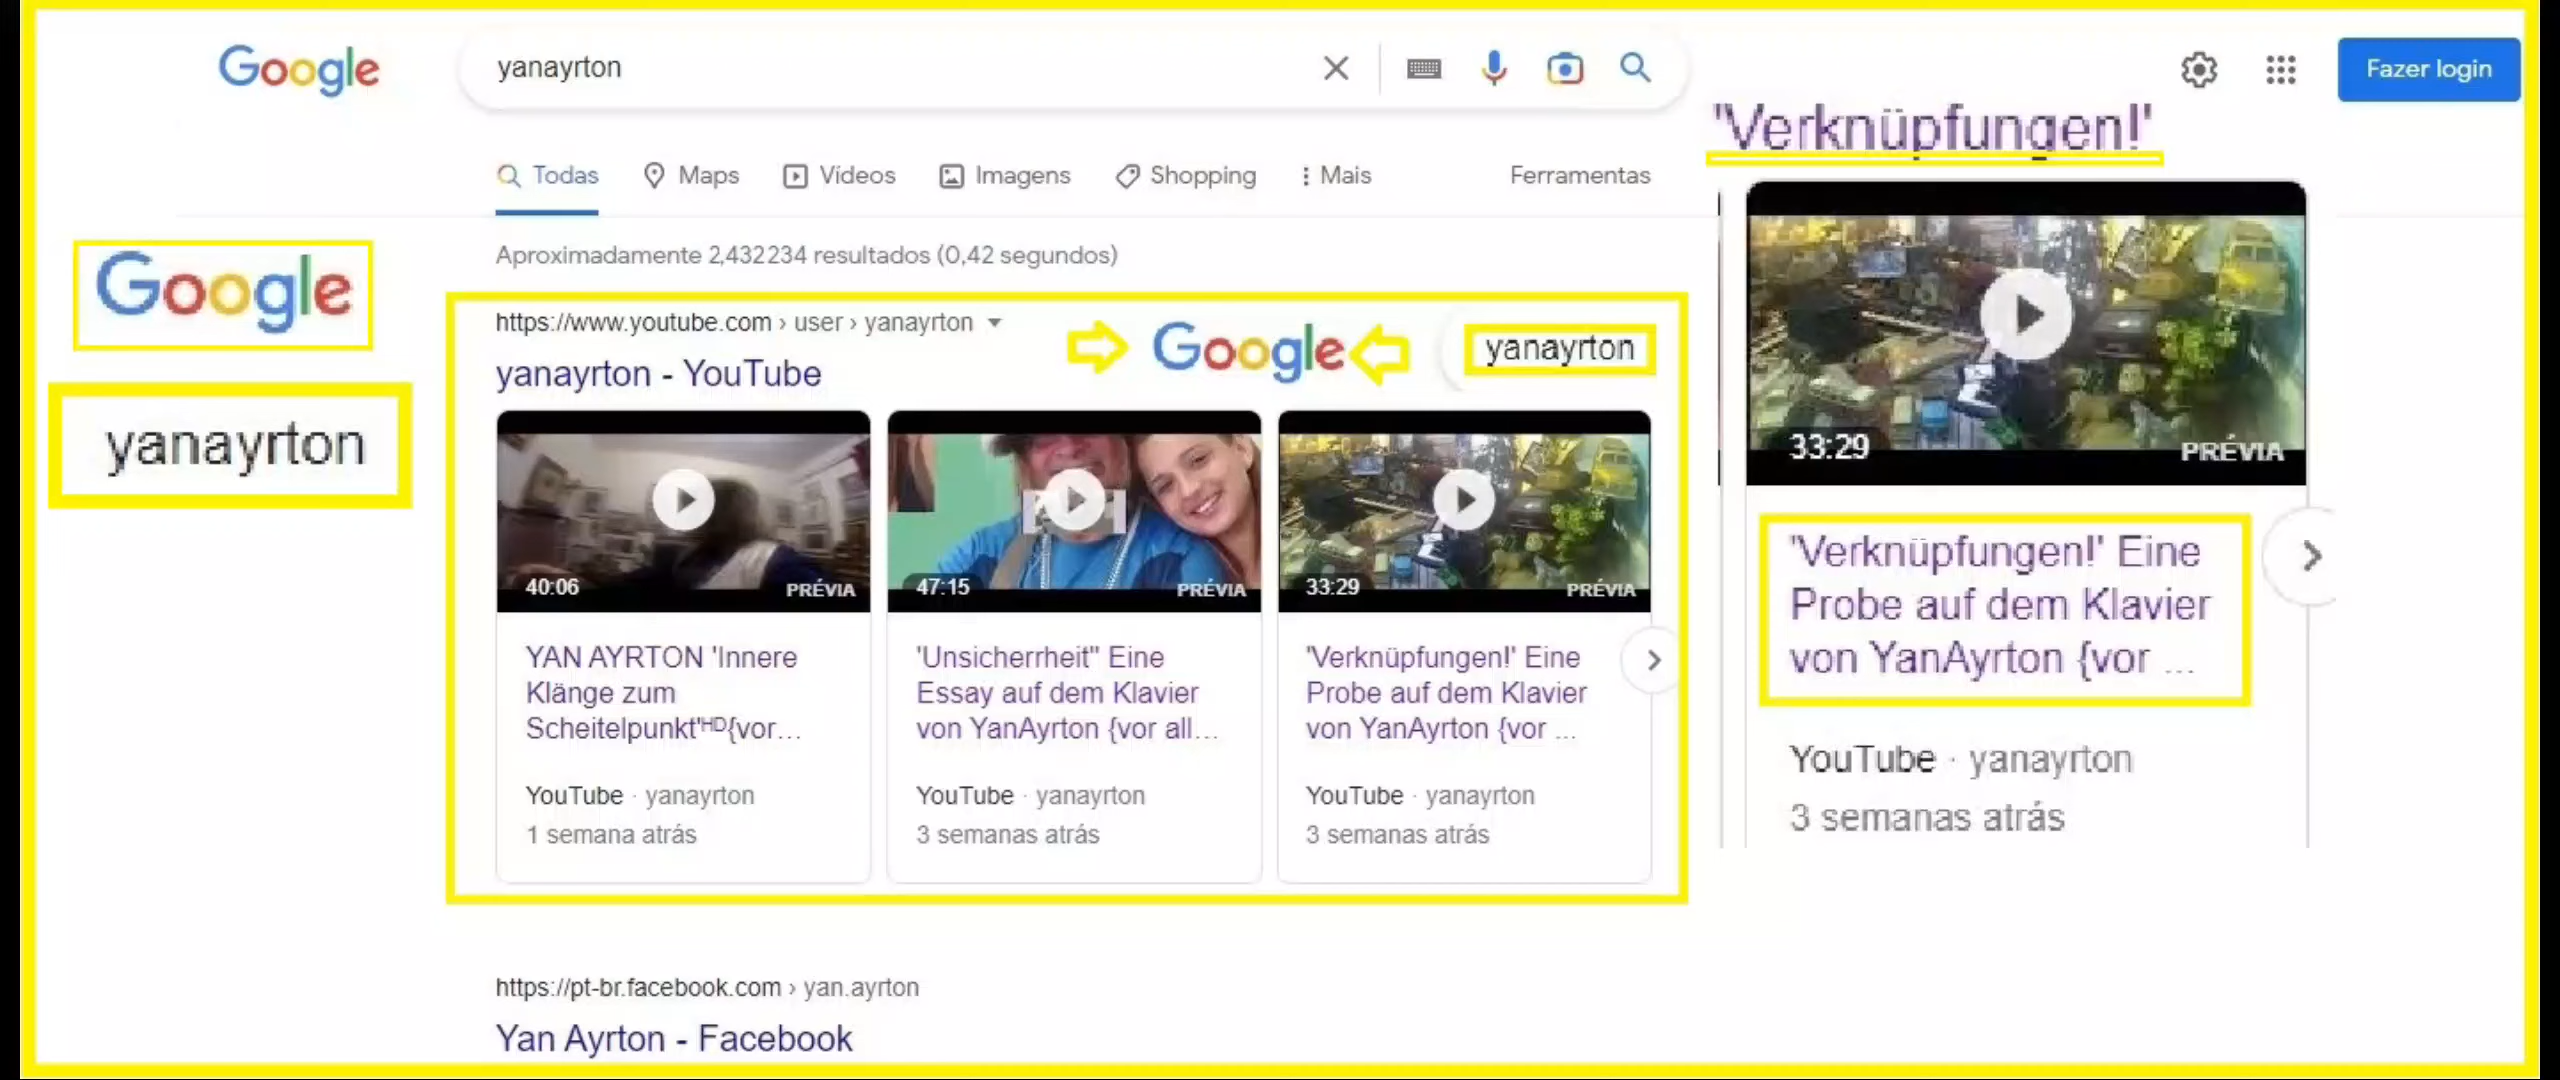 Google
yanayrton
Fazer login
'Verknüpfungen!'
Todas
Maps
Vídeos
Imagens
Shopping
Mais
Ferramentas
Aproximadamente 2,432234 resultados (0,42 segundos)
Google
yanayrton
https://www.youtube.com › user › yanayrton
yanayrton - YouTube
Google
yanayrton
40:06
PRÉVIA
YAN AYRTON 'Innere
Klänge zum
Scheitelpunkt'ᴴᴰ{vor...
YouTube · yanayrton
1 semana atrás
47:15
PRÉVIA
'Unsicherrheit" Eine
Essay auf dem Klavier
von YanAyrton {vor all...
YouTube · yanayrton
3 semanas atrás
33:29
PRÉVIA
'Verknüpfungen!' Eine
Probe auf dem Klavier
von YanAyrton {vor ...
YouTube · yanayrton
3 semanas atrás
33:29
PRÉVIA
'Verknüpfungen!' Eine
Probe auf dem Klavier
von YanAyrton {vor ...
YouTube · yanayrton
3 semanas atrás
https://pt-br.facebook.com › yan.ayrton
Yan Ayrton - Facebook